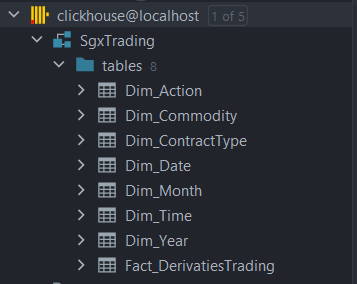 clickhouse@localhost 1 of 5
SgxTrading
tables 8
Dim_Action
Dim_Commodity
Dim_ContractType
Dim_Date
Dim_Month
Dim_Time
Dim_Year
Fact_DerivatiesTrading